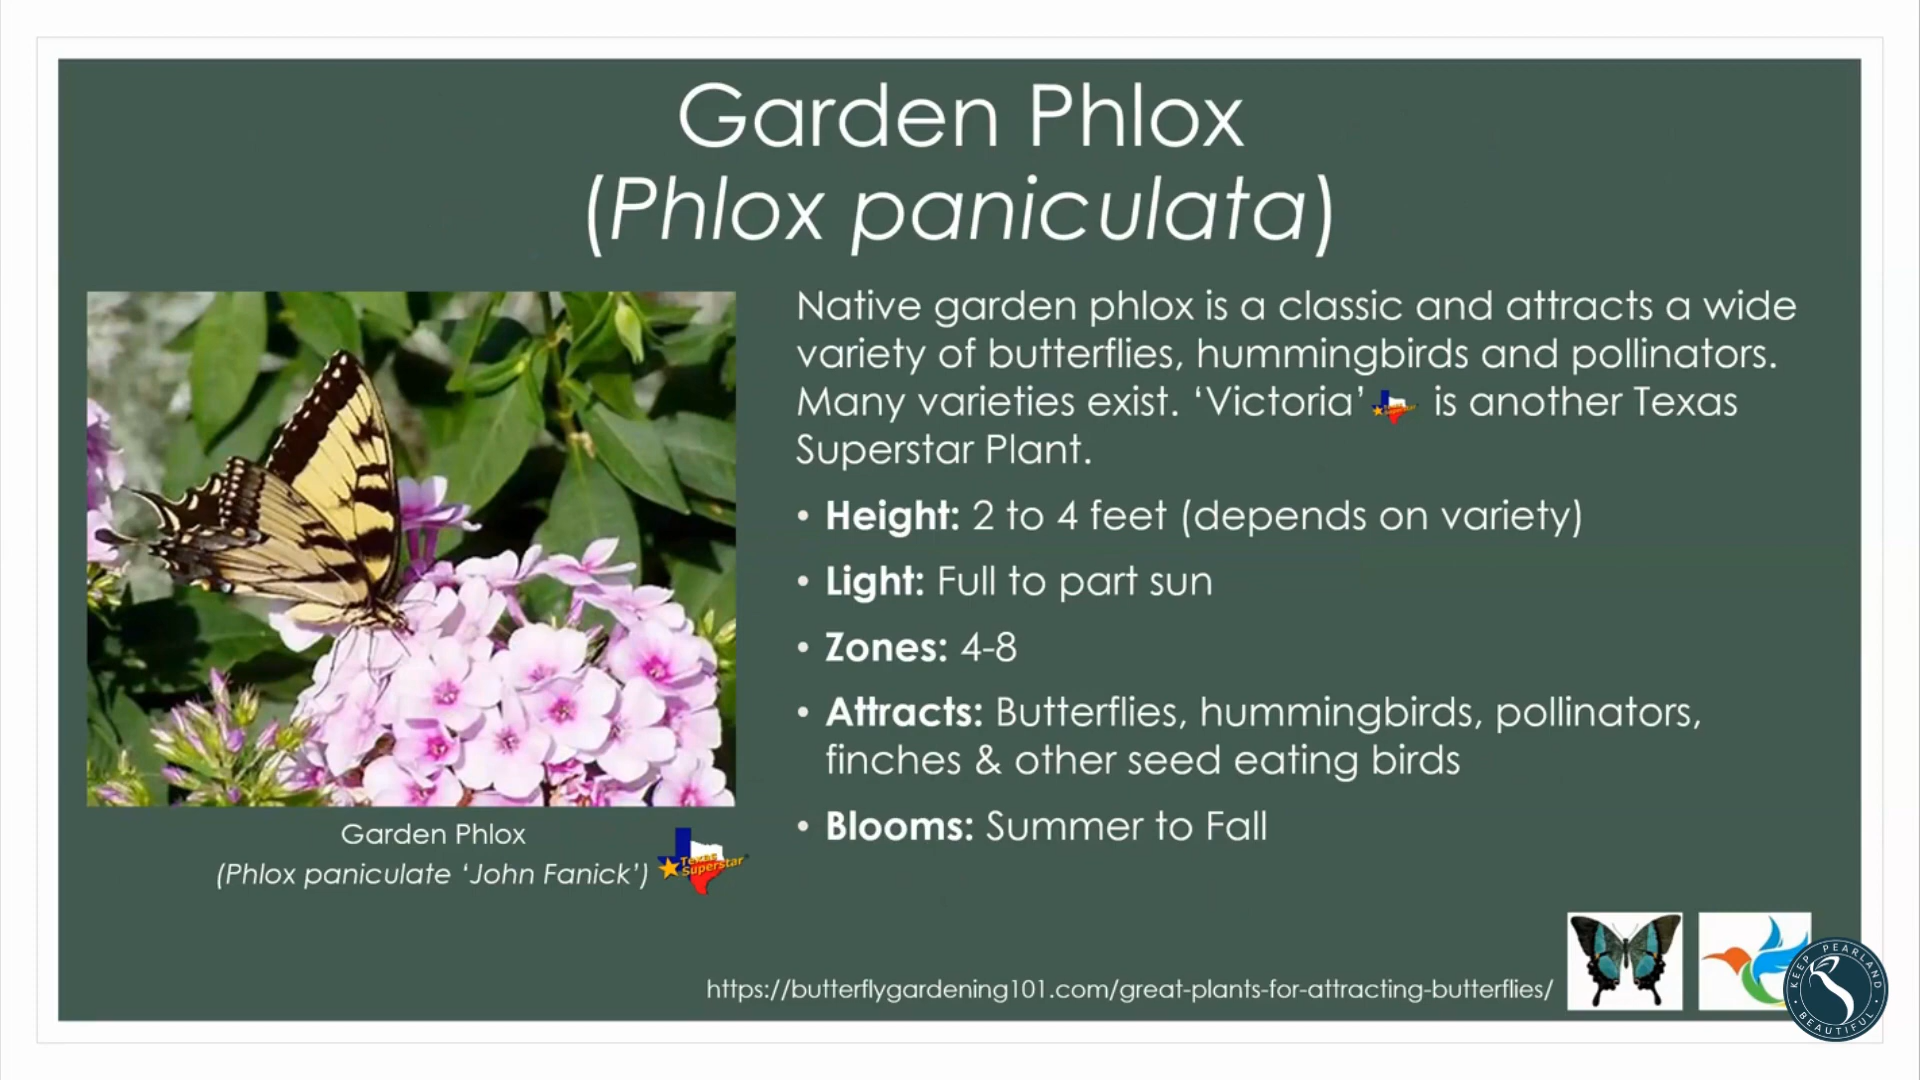 Garden Phlox
(Phlox paniculata)
Native garden phlox is a classic and attracts a wide
variety of butterflies, hummingbirds and pollinators.
Many varieties exist. ‘Victoria’ is another Texas
Superstar Plant.
• Height: 2 to 4 feet (depends on variety)
• Light: Full to part sun
• Zones: 4-8
• Attracts: Butterflies, hummingbirds, pollinators,
finches & other seed eating birds
• Blooms: Summer to Fall
Garden Phlox
(Phlox paniculate ‘John Fanick’)
Texas
Superstar
https://butterflygardening101.com/great-plants-for-attracting-butterflies/
KEEP PEARLAND
BEAUTIFUL